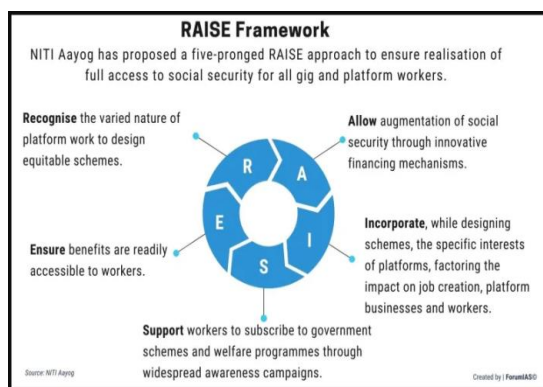 RAISE Framework
NITI Aayog has proposed a five-pronged RAISE approach to ensure realisation of
full access to social security for all gig and platform workers.
Recognise the varied nature of
platform work to design
equitable schemes.
Allow augmentation of social
security through innovative
financing mechanisms.
R
A
I
S
E
Incorporate, while designing
schemes, the specific interests
of platforms, factoring the
impact on job creation, platform
businesses and workers.
Ensure benefits are readily
accessible to workers.
Support workers to subscribe to government
schemes and welfare programmes through
widespread awareness campaigns.
Source: NITI Aayog
Created by | ForumIAS©